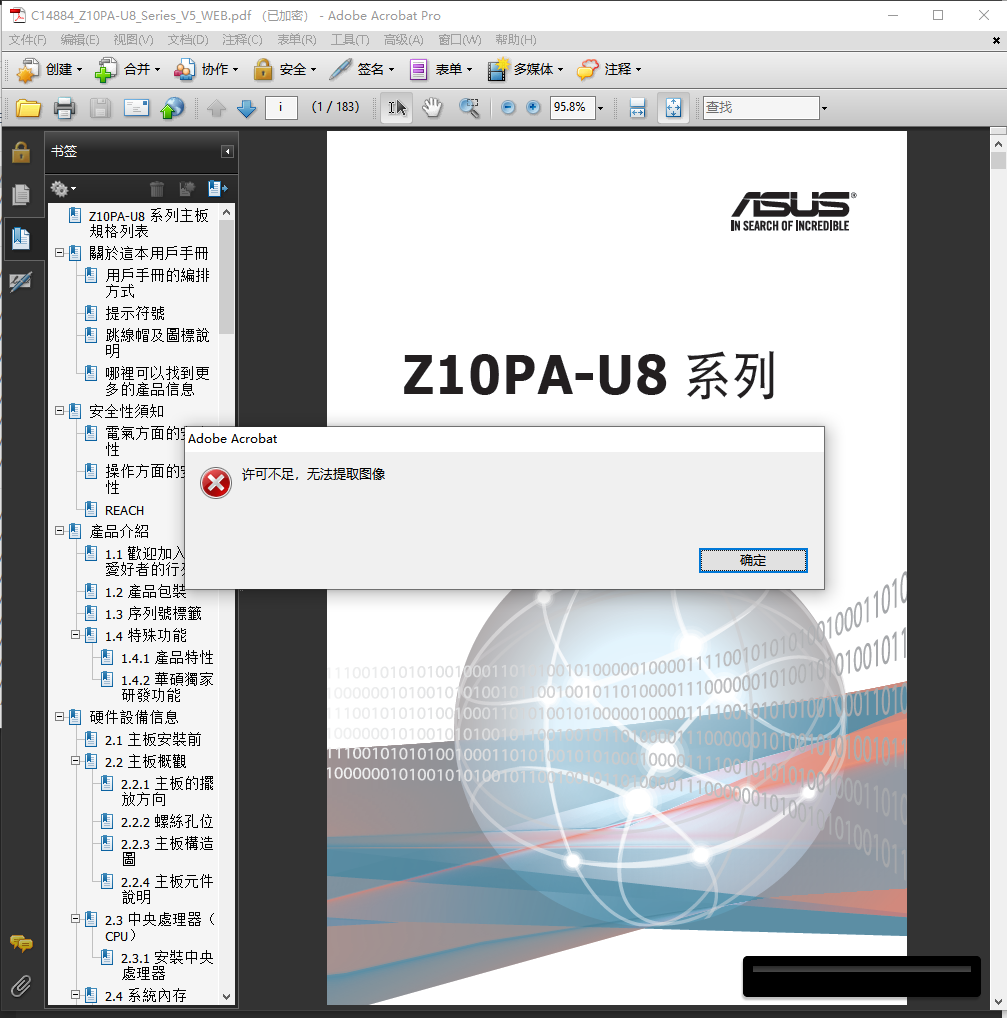 C14884_Z10PA-U8_Series_V5_WEB.pdf (已加密) - Adobe Acrobat Pro
文件(F) 编辑(E) 视图(V) 文档(D) 注释(C) 表单(R) 工具(T) 高级(A) 窗口(W) 帮助(H)
创建 合并 协作 安全 签名 表单 多媒体 注释
i (1 / 183) 95.8% 查找
书签
Z10PA-U8 系列主板
規格列表
關於這本用戶手冊
用戶手冊的編排
方式
提示符號
跳線帽及圖標說
明
哪裡可以找到更
多的產品信息
安全性須知
電氣方面的安
性
操作方面的安
性
REACH
產品介紹
1.1 歡迎加入
愛好者的行列
1.2 產品包裝
1.3 序列號標籤
1.4 特殊功能
1.4.1 產品特性
1.4.2 華碩獨家
研發功能
硬件設備信息
2.1 主板安裝前
2.2 主板概觀
2.2.1 主板的擺
放方向
2.2.2 螺絲孔位
2.2.3 主板構造
圖
2.2.4 主板元件
說明
2.3 中央處理器（
CPU）
2.3.1 安裝中央
處理器
2.4 系統內存
ASUS
IN SEARCH OF INCREDIBLE
Z10PA-U8 系列
Adobe Acrobat
许可不足，无法提取图像
确定